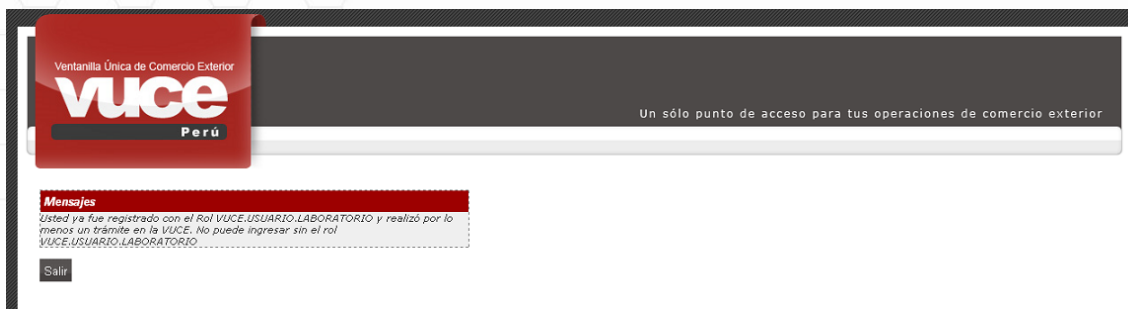 Ventanilla Única de Comercio Exterior
vuce
Perú
Un sólo punto de acceso para tus operaciones de comercio exterior
Mensajes
Usted ya fue registrado con el Rol VUCE.USUARIO.LABORATORIO y realizó por lo
menos un trámite en la VUCE. No puede ingresar sin el rol
VUCE.USUARIO.LABORATORIO
Salir